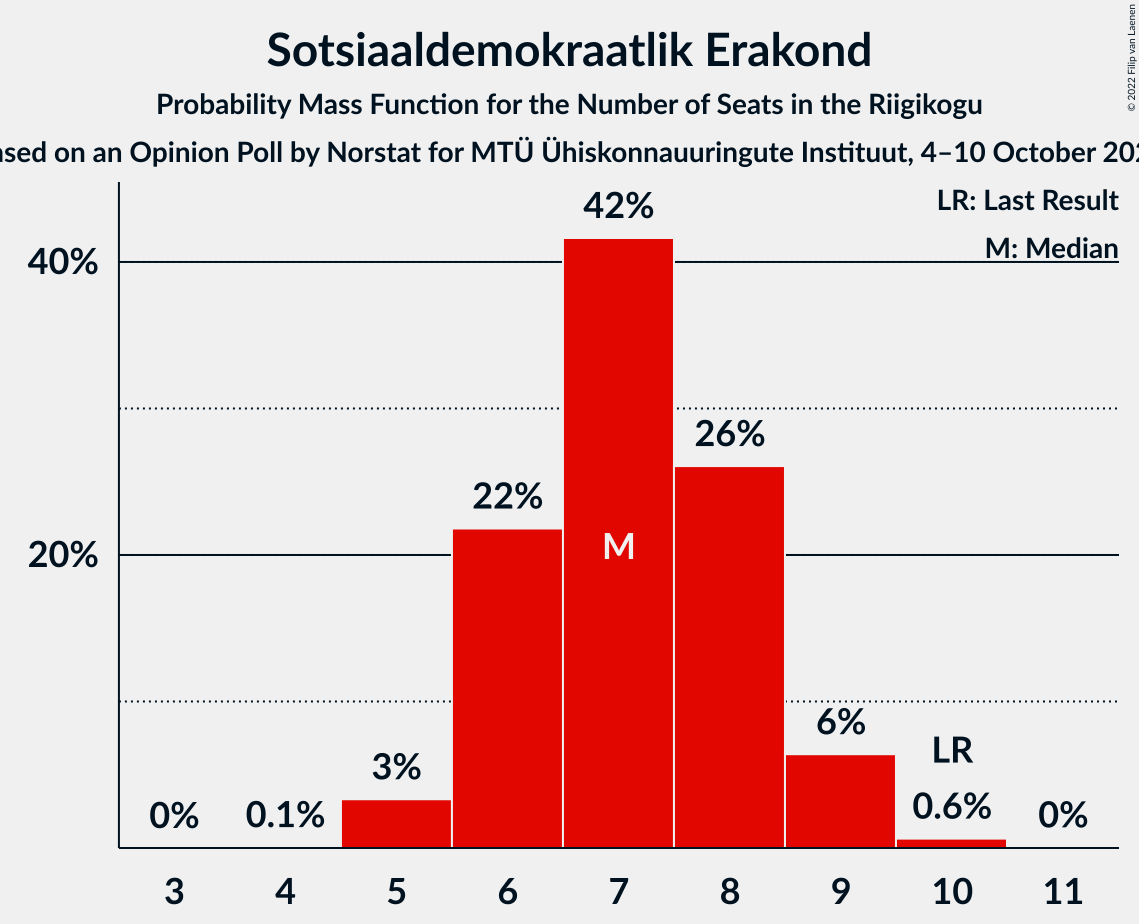 © 2022 Filip van Laenen
Sotsiaaldemokraatlik Erakond
Probability Mass Function for the Number of Seats in the Riigikogu
on an Opinion Poll by Norstat for MTÜ Ühiskonnauuringute Instituut, 4–10 October
LR: Last Result
M: Median
42%
40%
26%
22%
M
20%
6%
LR
3%
0.6%
0%
0.1%
0%
3 4 5 6 7 8 9 10 11